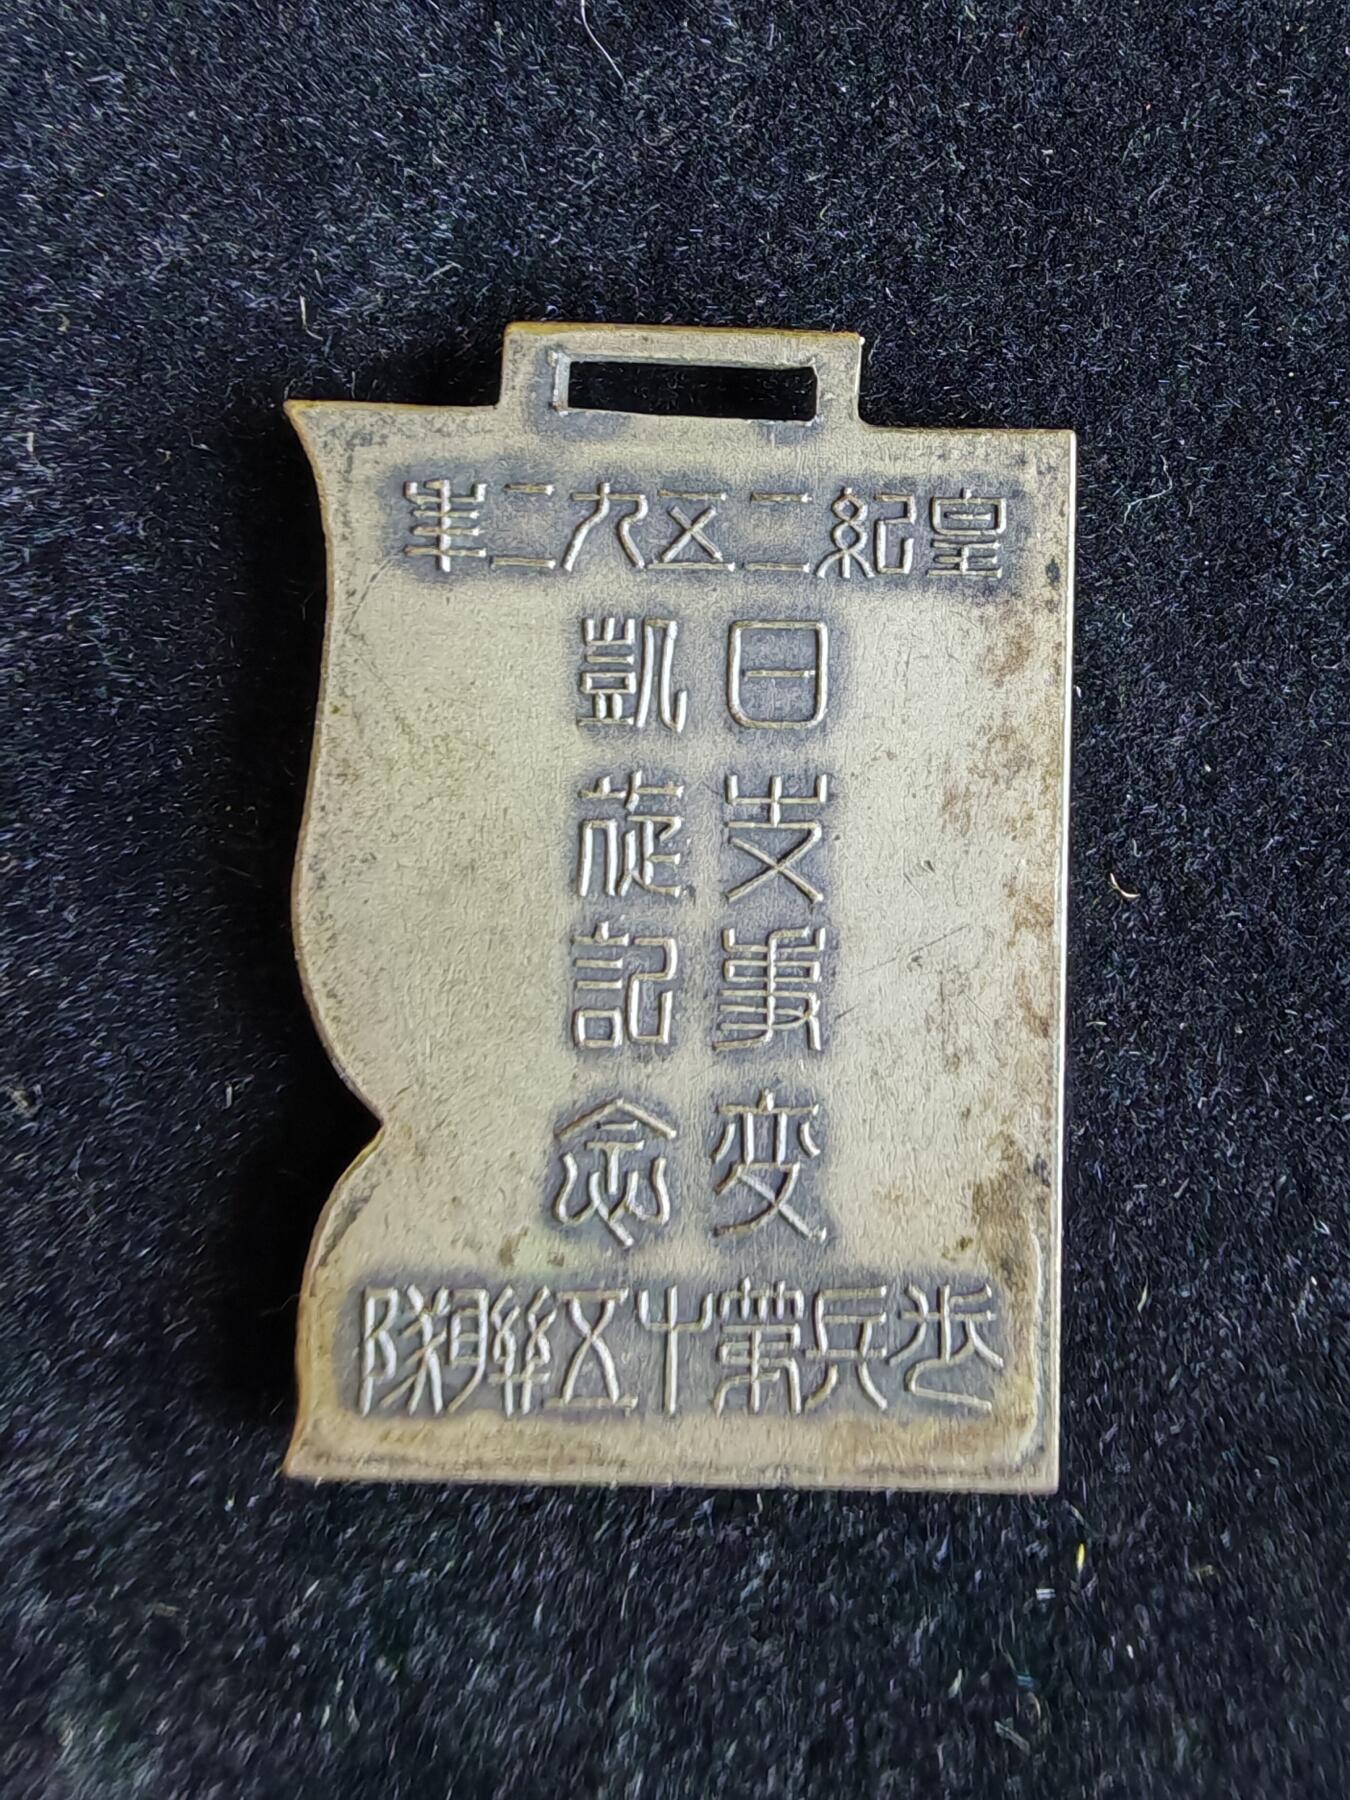 皇紀二五九二年
日支事変
凱旋記念
歩兵第十五聯隊